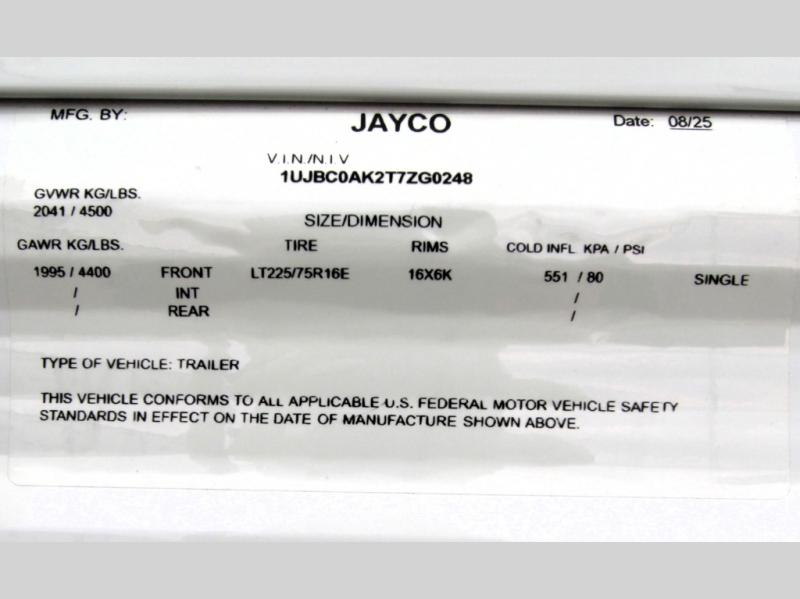 MFG. BY: JAYCO Date: 08/25
V.I.N./N.I.V
1UJBC0AK2T7ZG0248
GVWR KG/LBS.
2041 / 4500
SIZE/DIMENSION
GAWR KG/LBS. TIRE RIMS COLD INFL. KPA / PSI
1995 / 4400 FRONT LT225/75R16E 16X6K 551 / 80 SINGLE
/ INT /
/ REAR /
TYPE OF VEHICLE: TRAILER
THIS VEHICLE CONFORMS TO ALL APPLICABLE U.S. FEDERAL MOTOR VEHICLE SAFETY
STANDARDS IN EFFECT ON THE DATE OF MANUFACTURE SHOWN ABOVE.